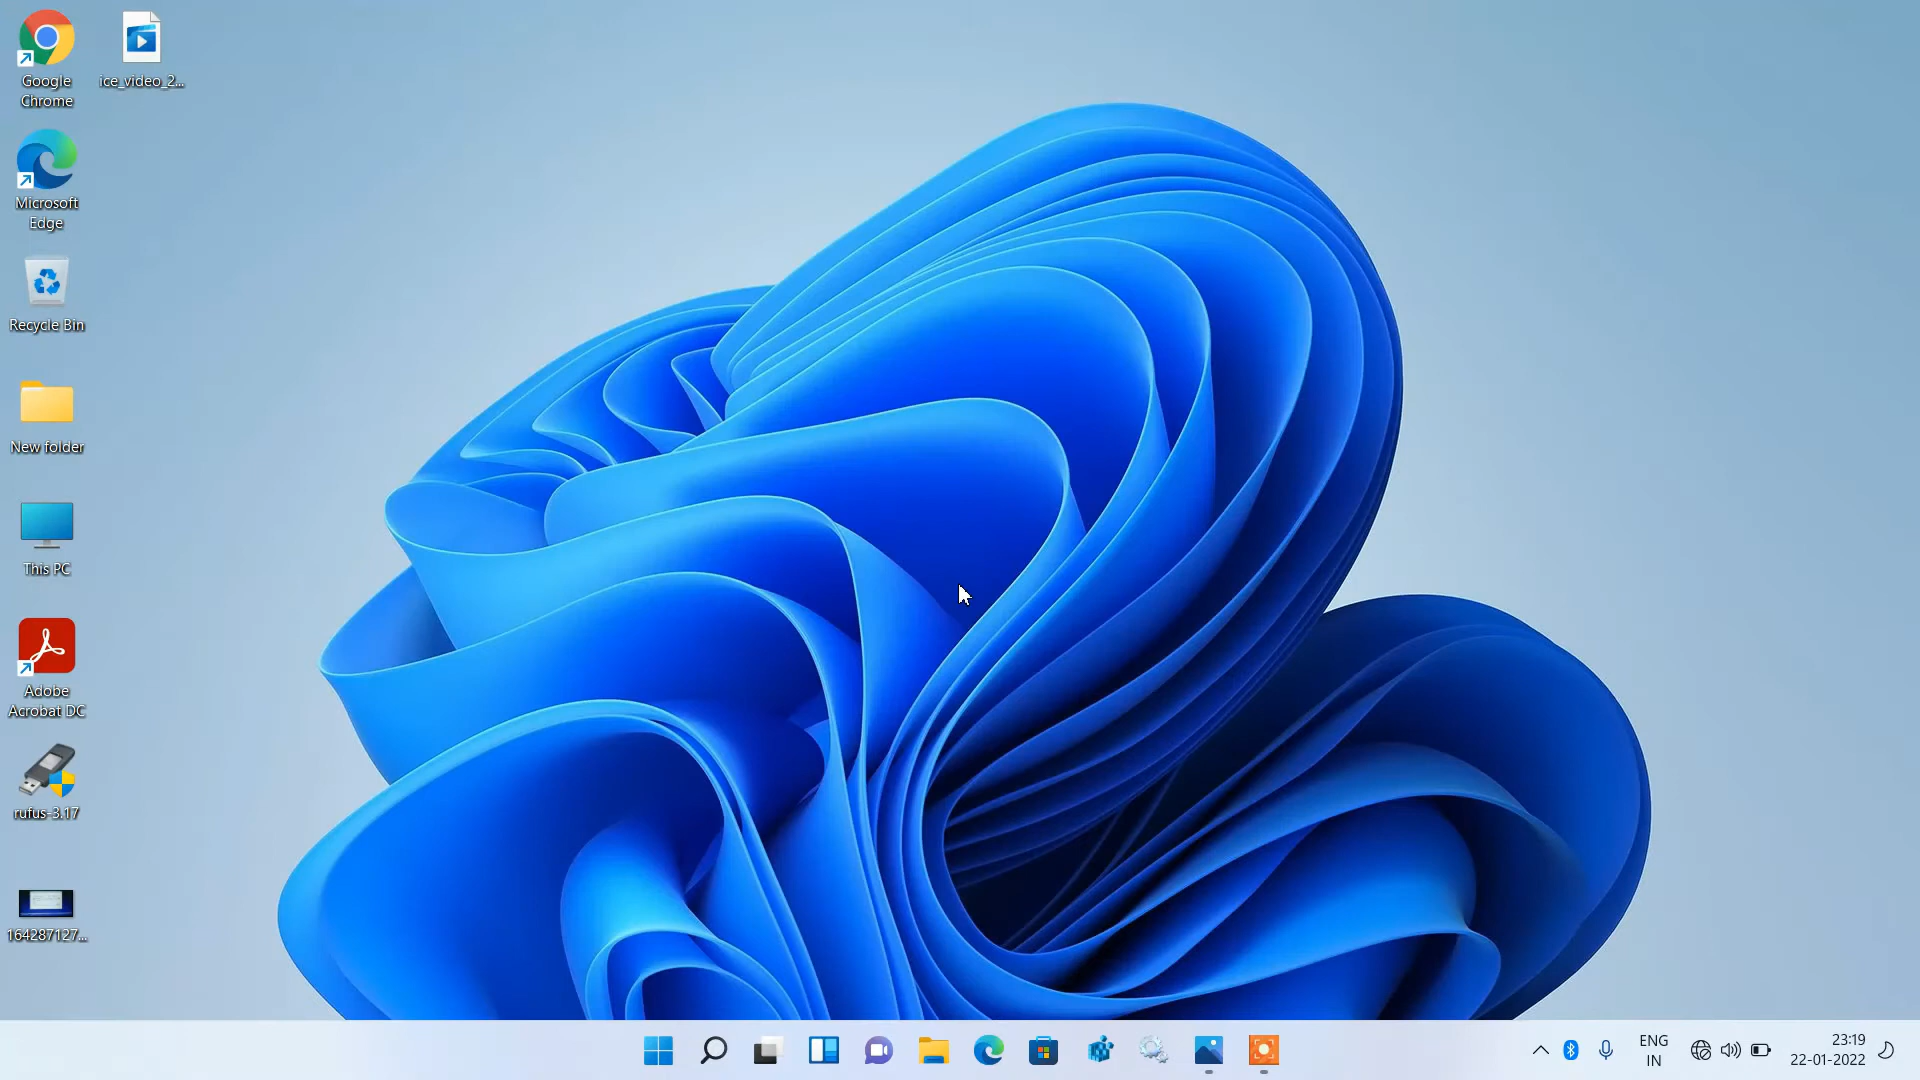 Google
Chrome
ice_video_2...
Microsoft
Edge
Recycle Bin
New folder
This PC
Adobe
Acrobat DC
rufus-3.17
164287127...
ENG
IN
23:19
22-01-2022